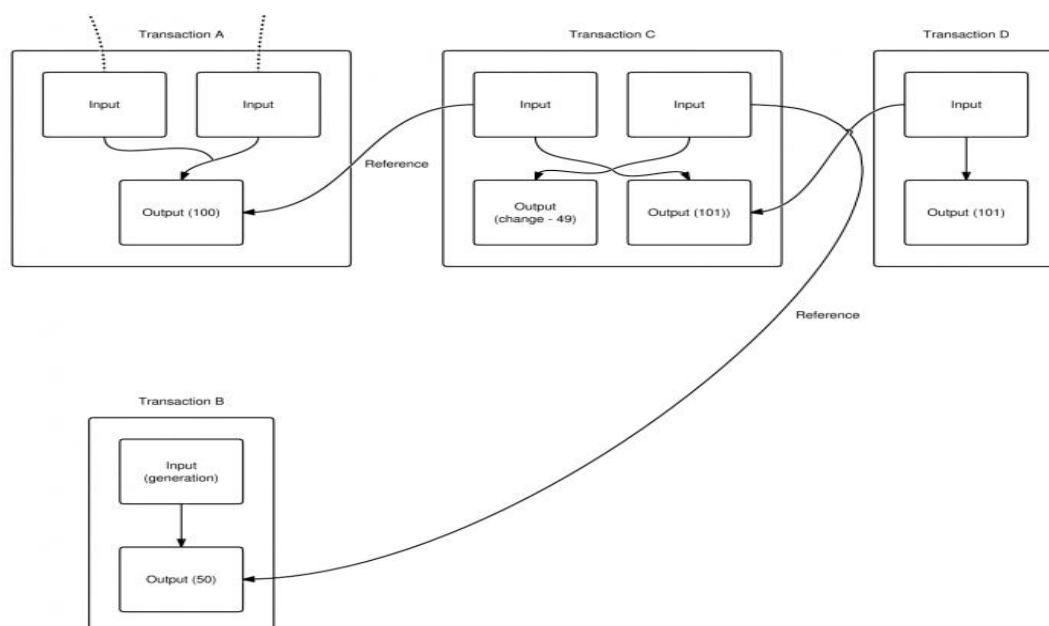 Transaction A
Transaction C
Transaction D
Input
Input
Input
Input
Input
Reference
Output (100)
Output
(change - 49)
Output (101))
Output (101)
Reference
Transaction B
Input
(generation)
Output (50)